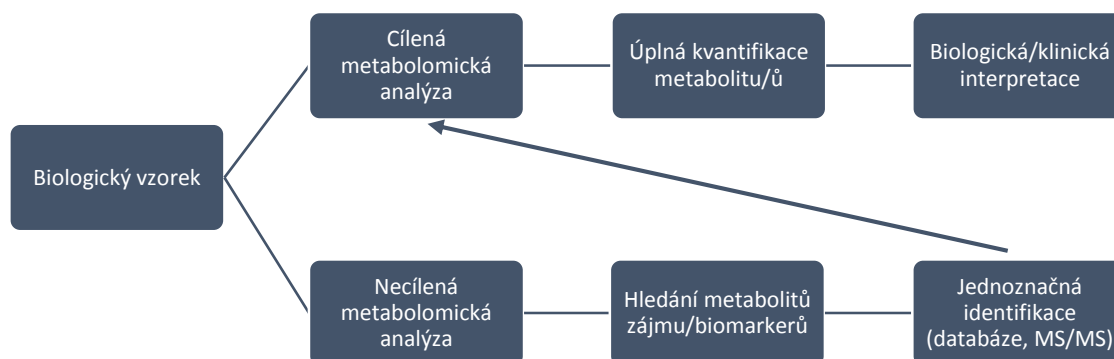 Cílená
metabolomická
analýza
Úplná kvantifikace
metabolitu/ů
Biologická/klinická
interpretace
Biologický vzorek
Necílená
metabolomická
analýza
Hledání metabolitů
zájmu/biomarkerů
Jednoznačná
identifikace
(databáze, MS/MS)